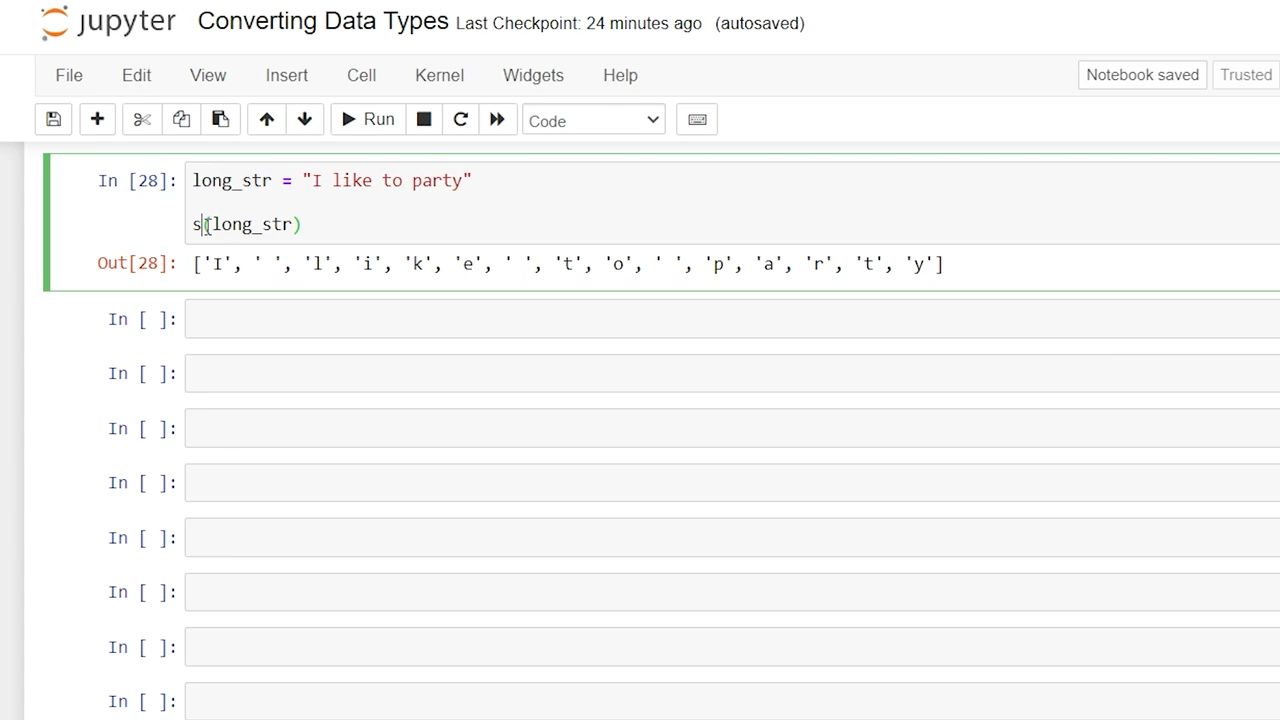 jupyter Converting Data Types Last Checkpoint: 24 minutes ago (autosaved)
File Edit View Insert Cell Kernel Widgets Help Notebook saved Trusted
Run Code
In [28]: long_str = "I like to party"
s(long_str)
Out[28]: ['I', ' ', 'l', 'i', 'k', 'e', ' ', 't', 'o', ' ', 'p', 'a', 'r', 't', 'y']
In [ ]:
In [ ]:
In [ ]:
In [ ]:
In [ ]:
In [ ]:
In [ ]:
In [ ]: